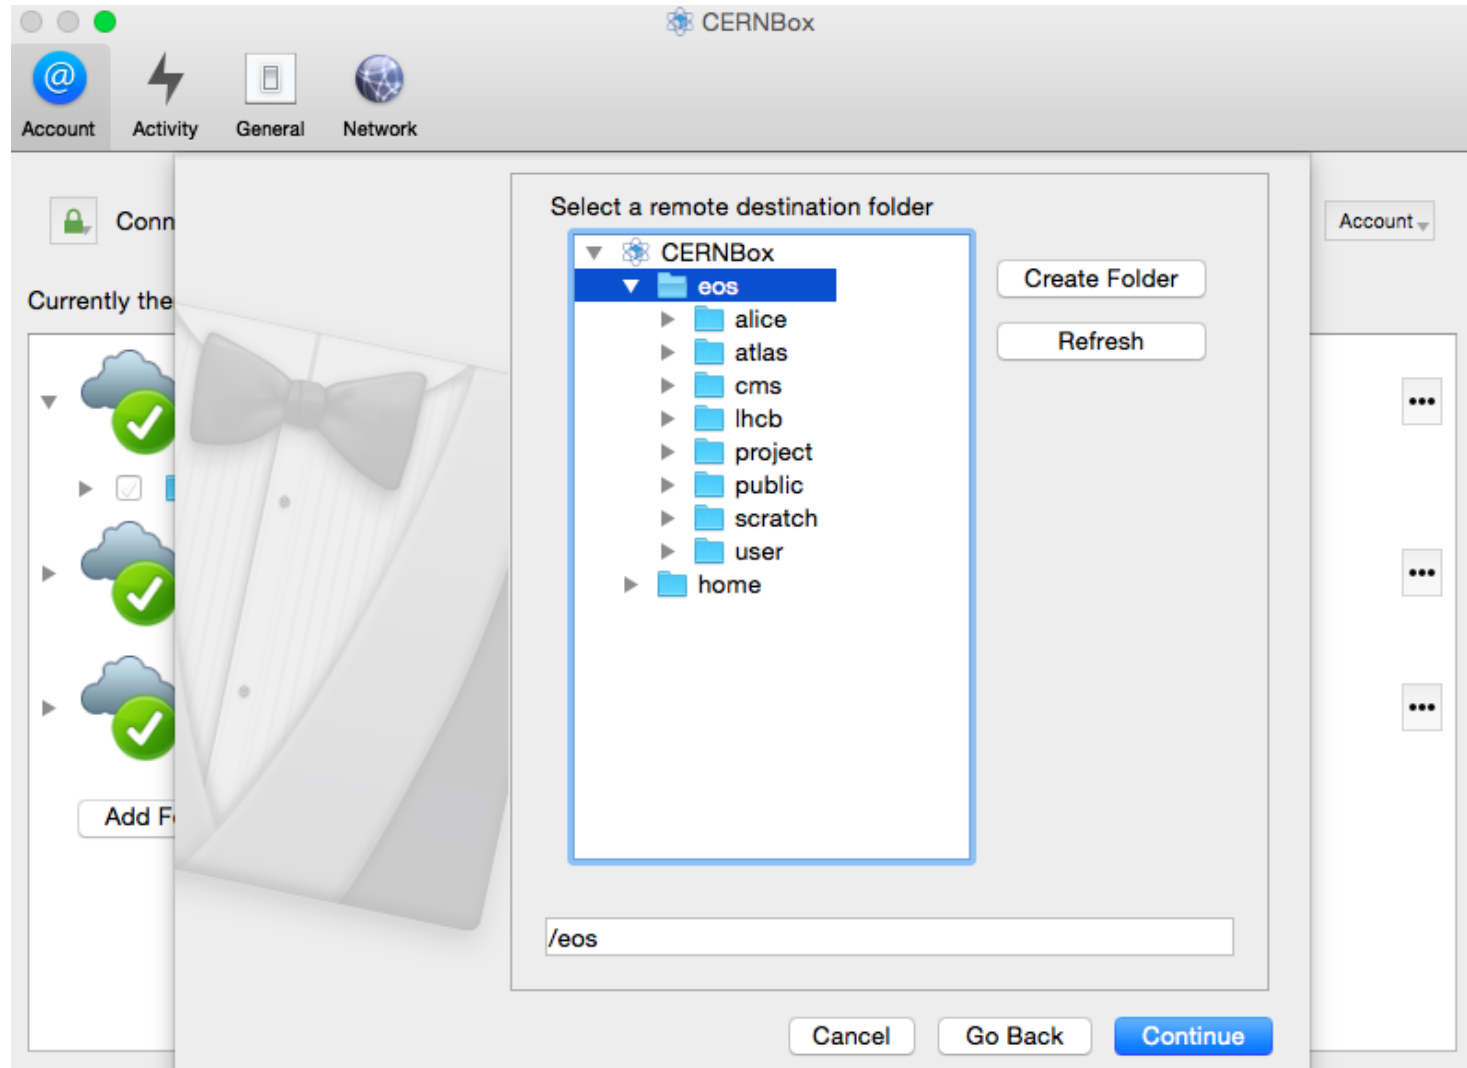 CERNBox
Account Activity General Network
Select a remote destination folder
Conn
Account
CERNBox
Create Folder
eos
Currently the
alice
Refresh
atlas
cms
lhcb
project
public
scratch
user
home
Add F
/eos
Cancel Go Back Continue